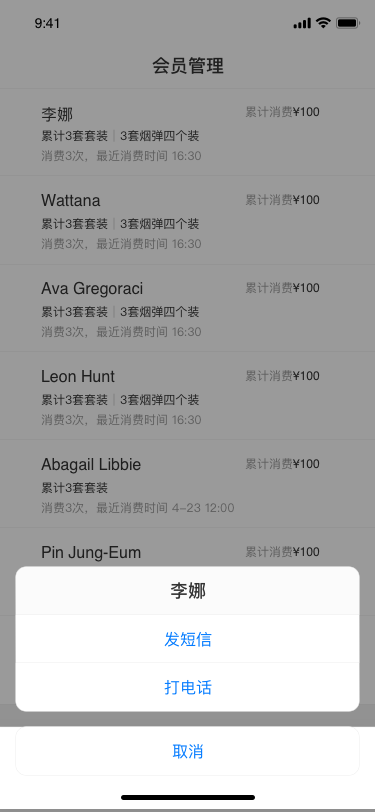 9:41
会员管理
李娜 累计消费¥100
累计3套套装 | 3套烟弹四个装
消费3次，最近消费时间 16:30
Wattana 累计消费¥100
累计3套套装 | 3套烟弹四个装
消费3次，最近消费时间 16:30
Ava Gregoraci 累计消费¥100
累计3套套装 | 3套烟弹四个装
消费3次，最近消费时间 16:30
Leon Hunt 累计消费¥100
累计3套套装 | 3套烟弹四个装
消费3次，最近消费时间 16:30
Abagail Libbie 累计消费¥100
累计3套套装
消费3次，最近消费时间 4-23 12:00
Pin Jung-Eum 累计消费¥100
李娜
发短信
打电话
取消